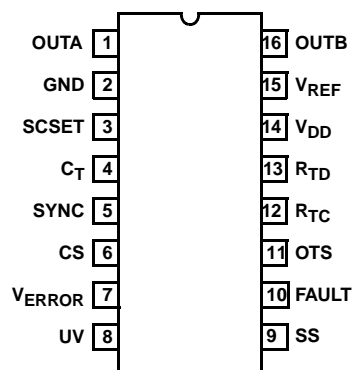 OUTA 1 16 OUTB
GND 2 15 VREF
SCSET 3 14 VDD
CT 4 13 RTD
SYNC 5 12 RTC
CS 6 11 OTS
VERROR 7 10 FAULT
UV 8 9 SS